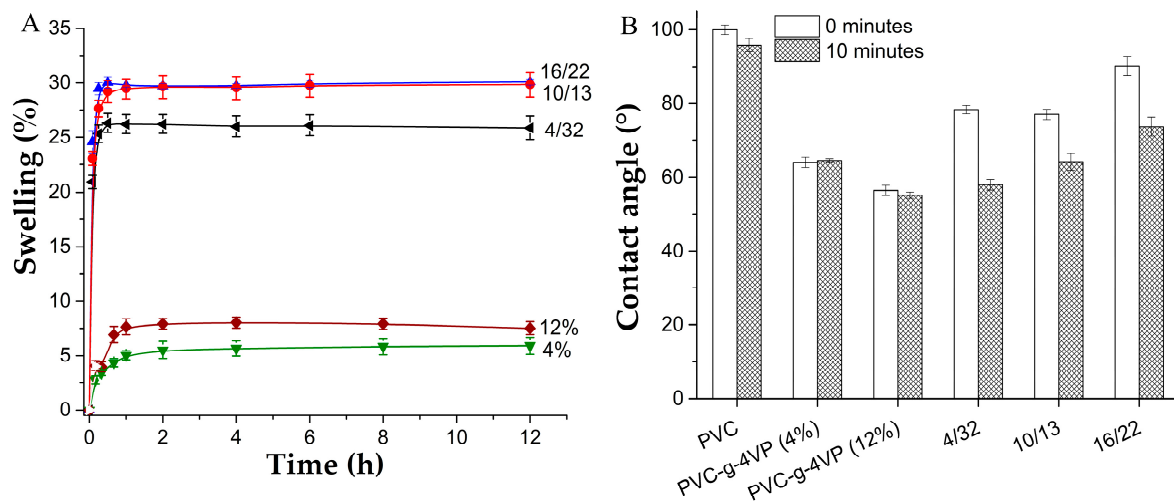 A
Swelling (%)
35
30
25
20
15
10
5
0
16/22
10/13
4/32
12%
4%
0 2 4 6 8 10 12
Time (h)
B
0 minutes
10 minutes
Contact angle (°)
100
80
60
40
20
0
PVC
PVC-g-4VP (4%)
PVC-g-4VP (12%)
4/32
10/13
16/22